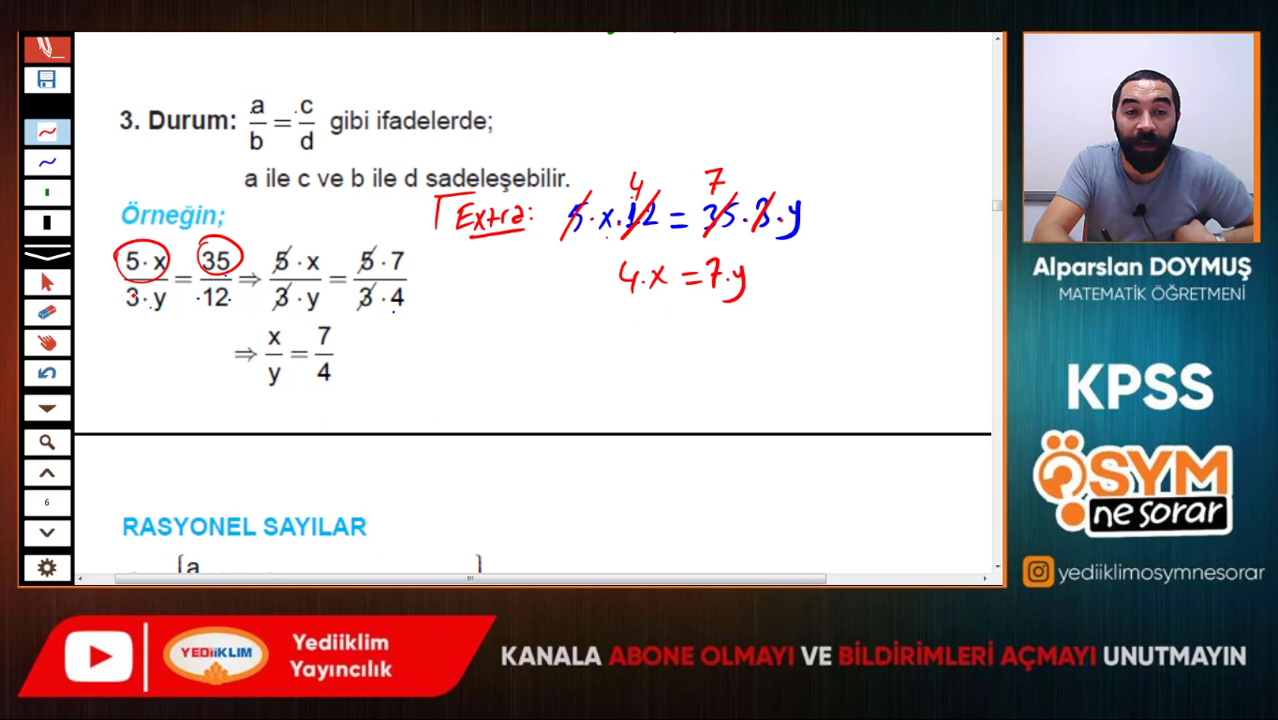 3. Durum: a/b = c/d gibi ifadelerde;
a ile c ve b ile d sadeleşebilir.
Örneğin;
5·x/3·y = 35/12 ⇒ 5·x/3·y = 5·7/3·4
⇒ x/y = 7/4
Extra: 5·x·12 = 35·3·y
4 7
4·x = 7·y
RASYONEL SAYILAR
a
6
Alparslan DOYMUŞ
MATEMATİK ÖĞRETMENİ
KPSS
ÖSYM
ne sorar
yediiklimosymnesorar
YEDİİKLİM
Yediiklim
Yayıncılık
KANALA ABONE OLMAYI VE BİLDİRİMLERİ AÇMAYI UNUTMAYIN